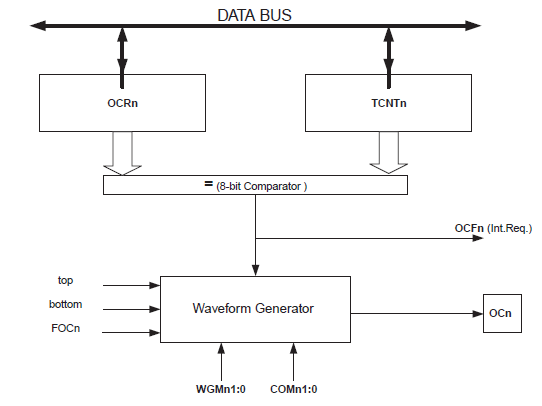 DATA BUS
OCRn
TCNTn
= (8-bit Comparator )
OCFn (Int.Req.)
top
bottom
FOCn
Waveform Generator
OCn
WGMn1:0
COMn1:0